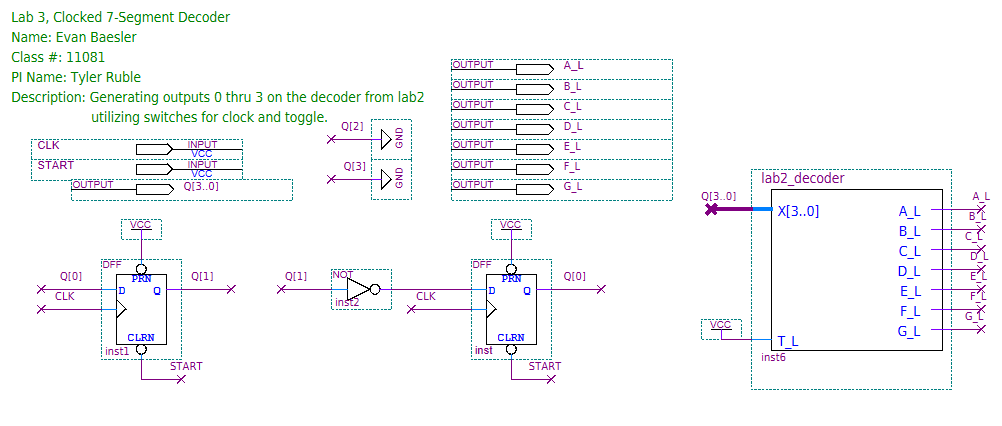 Lab 3, Clocked 7-Segment Decoder
Name: Evan Baesler
Class #: 11081
PI Name: Tyler Ruble
Description: Generating outputs 0 thru 3 on the decoder from lab2
utilizing switches for clock and toggle.
CLK INPUT
VCC
START INPUT
VCC
OUTPUT Q[3..0]
Q[2] GND
Q[3] GND
OUTPUT A_L
OUTPUT B_L
OUTPUT C_L
OUTPUT D_L
OUTPUT E_L
OUTPUT F_L
OUTPUT G_L
VCC
DFF
PRN
Q[0] D Q Q[1]
CLK
CLRN
inst1
START
Q[1] NOT
inst2
VCC
DFF
PRN
D Q Q[0]
CLK
CLRN
inst
START
lab2_decoder
Q[3..0] X[3..0] A_L A_L
B_L B_L
C_L C_L
D_L D_L
E_L E_L
F_L F_L
G_L G_L
VCC T_L
inst6